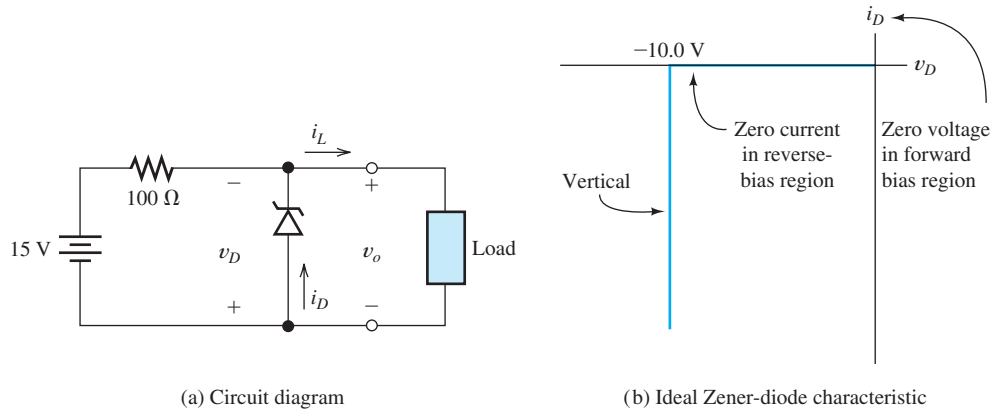 i_L
100 Ω
15 V
−
v_D
+
i_D
+
v_o
−
Load
(a) Circuit diagram
i_D
−10.0 V
v_D
Zero current
in reverse-
bias region
Zero voltage
in forward
bias region
Vertical
(b) Ideal Zener-diode characteristic